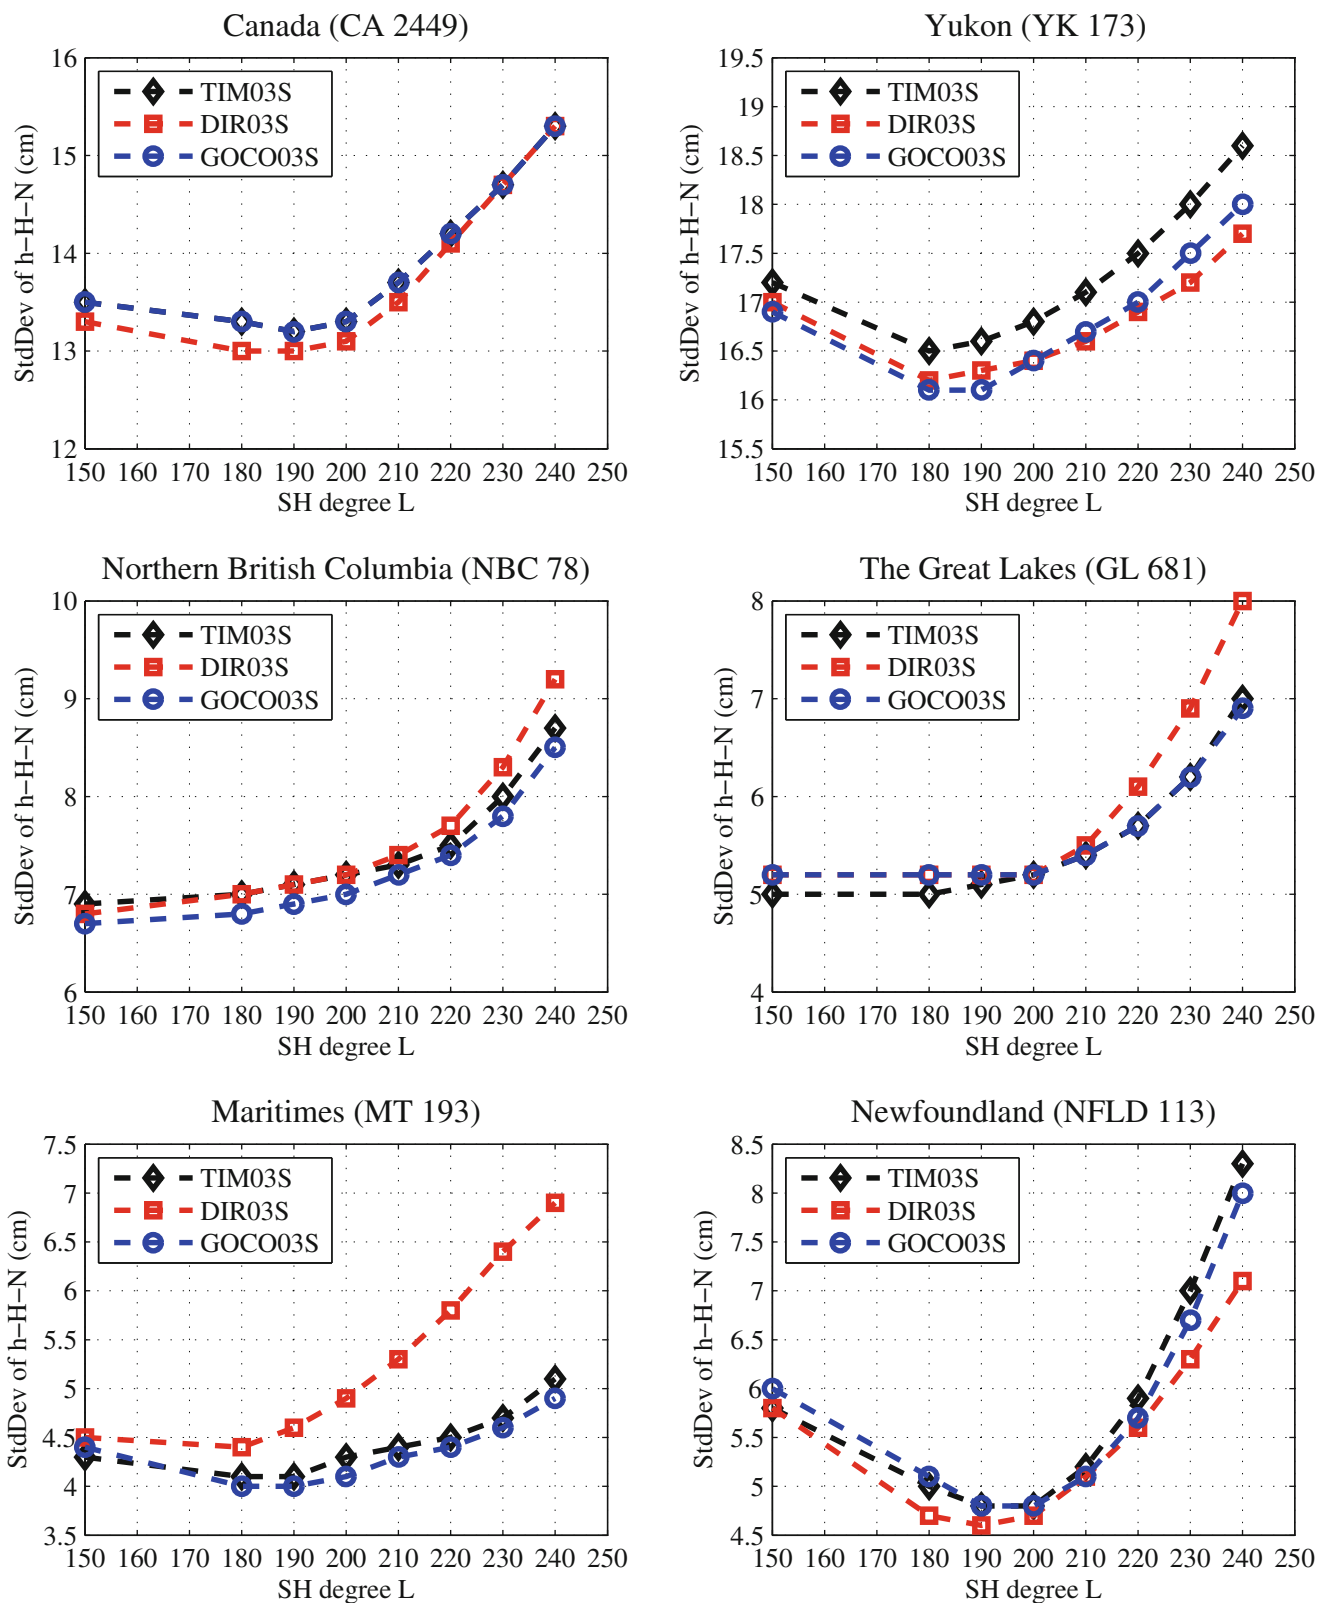 Canada (CA 2449)
16
15
14
13
12
StdDev of h−H−N (cm)
TIM03S
DIR03S
GOCO03S
150 160 170 180 190 200 210 220 230 240 250
SH degree L
Yukon (YK 173)
19.5
19
18.5
18
17.5
17
16.5
16
15.5
StdDev of h−H−N (cm)
TIM03S
DIR03S
GOCO03S
150 160 170 180 190 200 210 220 230 240 250
SH degree L
Northern British Columbia (NBC 78)
10
9
8
7
6
StdDev of h−H−N (cm)
TIM03S
DIR03S
GOCO03S
150 160 170 180 190 200 210 220 230 240 250
SH degree L
The Great Lakes (GL 681)
8
7
6
5
4
StdDev of h−H−N (cm)
TIM03S
DIR03S
GOCO03S
150 160 170 180 190 200 210 220 230 240 250
SH degree L
Maritimes (MT 193)
7.5
7
6.5
6
5.5
5
4.5
4
3.5
StdDev of h−H−N (cm)
TIM03S
DIR03S
GOCO03S
150 160 170 180 190 200 210 220 230 240 250
SH degree L
Newfoundland (NFLD 113)
8.5
8
7.5
7
6.5
6
5.5
5
4.5
StdDev of h−H−N (cm)
TIM03S
DIR03S
GOCO03S
150 160 170 180 190 200 210 220 230 240 250
SH degree L